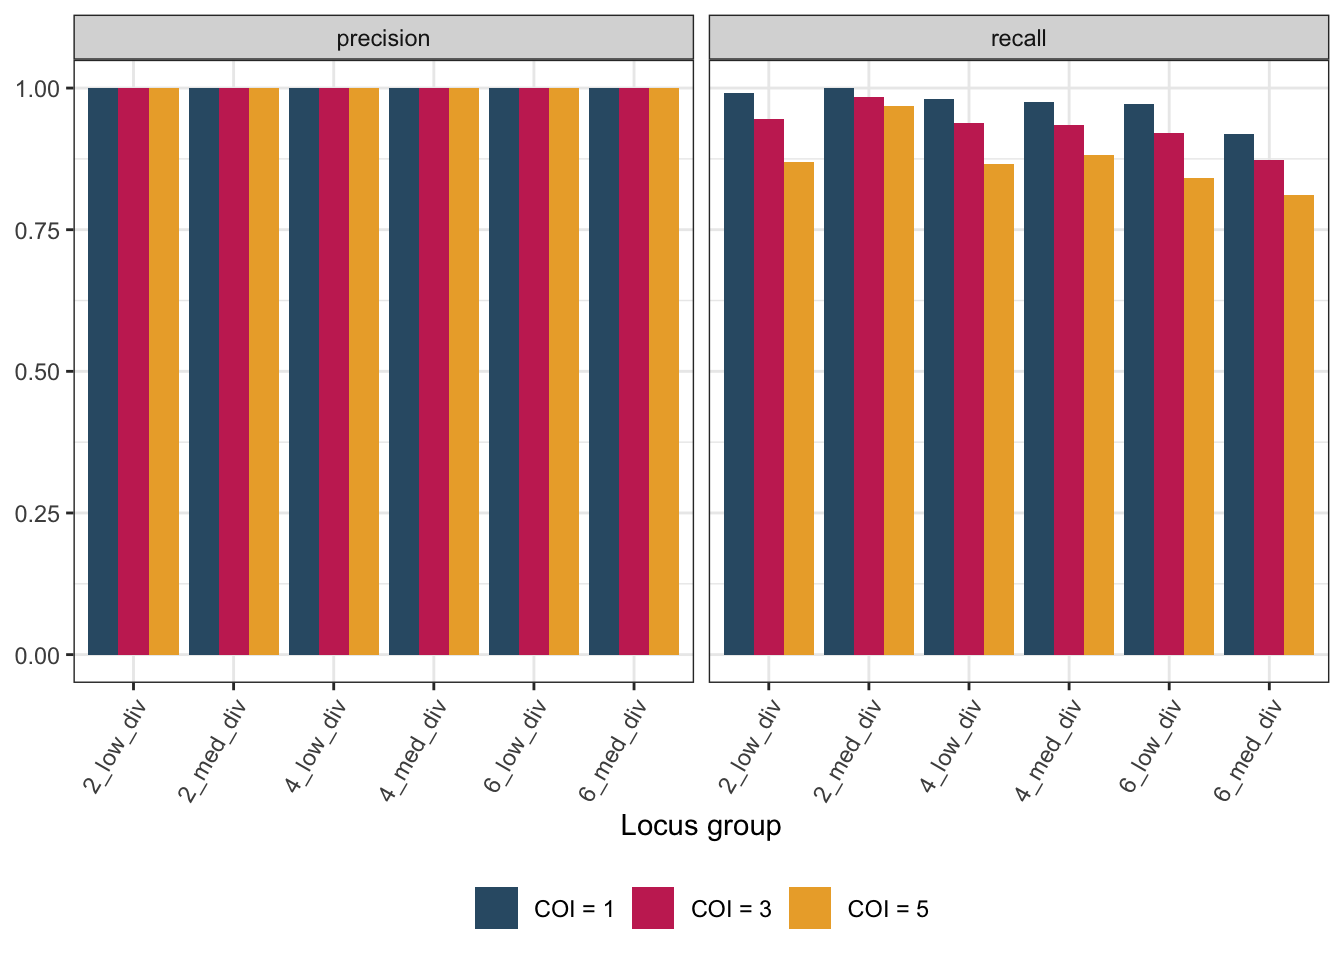 precision
recall
1.00
0.75
0.50
0.25
0.00
2_low_div
2_med_div
4_low_div
4_med_div
6_low_div
6_med_div
2_low_div
2_med_div
4_low_div
4_med_div
6_low_div
6_med_div
Locus group
COI = 1
COI = 3
COI = 5